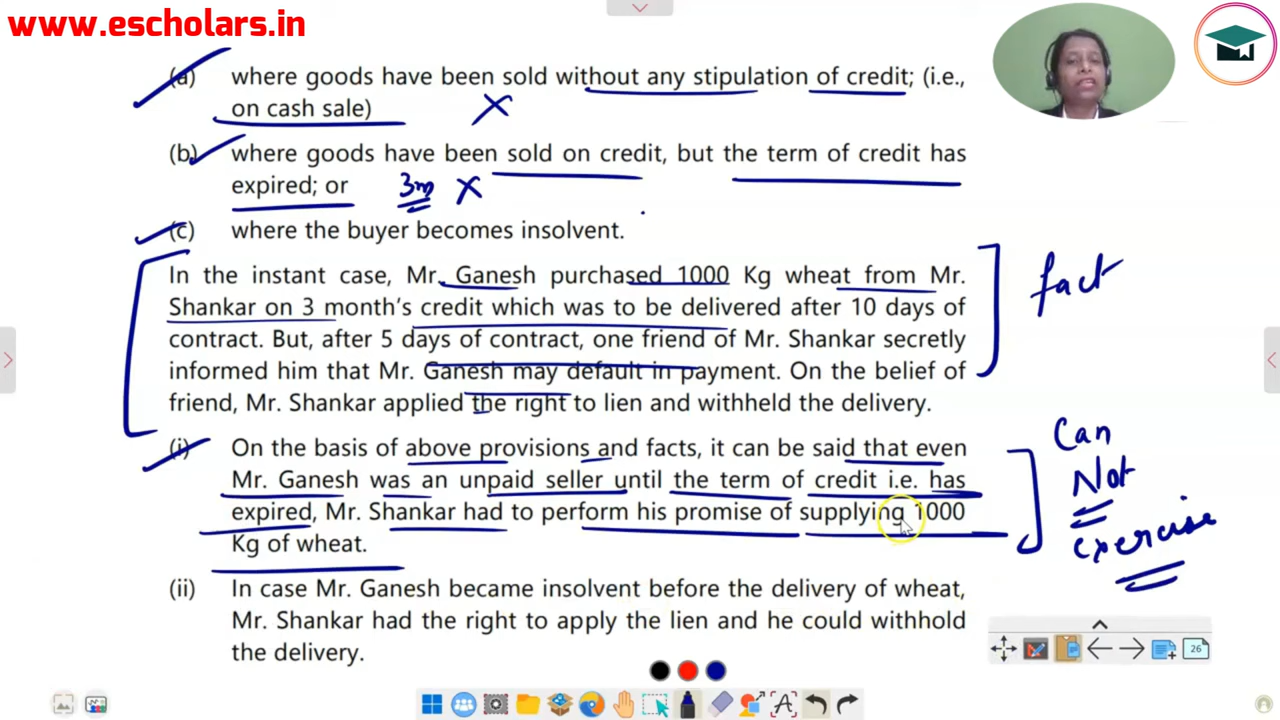 www.escholars.in
(a) where goods have been sold without any stipulation of credit; (i.e.,
on cash sale)
(b) where goods have been sold on credit, but the term of credit has
expired; or 3m
(c) where the buyer becomes insolvent.
In the instant case, Mr. Ganesh purchased 1000 Kg wheat from Mr.
Shankar on 3 month's credit which was to be delivered after 10 days of
contract. But, after 5 days of contract, one friend of Mr. Shankar secretly
informed him that Mr. Ganesh may default in payment. On the belief of
friend, Mr. Shankar applied the right to lien and withheld the delivery.
fact
(i) On the basis of above provisions and facts, it can be said that even
Mr. Ganesh was an unpaid seller until the term of credit i.e. has
expired, Mr. Shankar had to perform his promise of supplying 1000
Kg of wheat.
Can
Not
exercise
(ii) In case Mr. Ganesh became insolvent before the delivery of wheat,
Mr. Shankar had the right to apply the lien and he could withhold
the delivery.
26